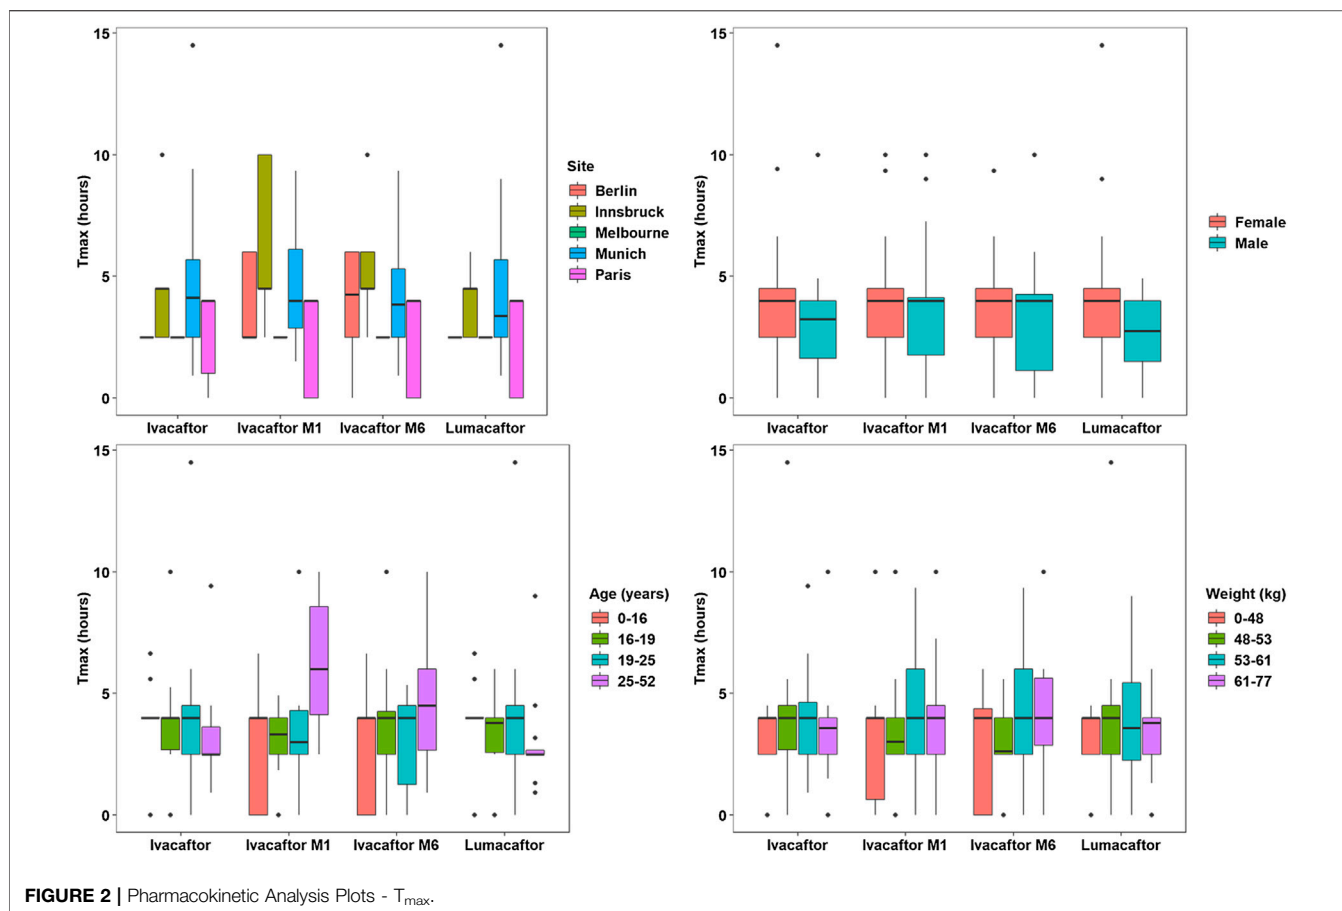 15
10
5
0
Tmax (hours)
Ivacaftor Ivacaftor M1 Ivacaftor M6 Lumacaftor
Site
Berlin
Innsbruck
Melbourne
Munich
Paris
15
10
5
0
Tmax (hours)
Ivacaftor Ivacaftor M1 Ivacaftor M6 Lumacaftor
Female
Male
15
10
5
0
Tmax (hours)
Ivacaftor Ivacaftor M1 Ivacaftor M6 Lumacaftor
Age (years)
0-16
16-19
19-25
25-52
15
10
5
0
Tmax (hours)
Ivacaftor Ivacaftor M1 Ivacaftor M6 Lumacaftor
Weight (kg)
0-48
48-53
53-61
61-77
FIGURE 2 | Pharmacokinetic Analysis Plots - Tmax.